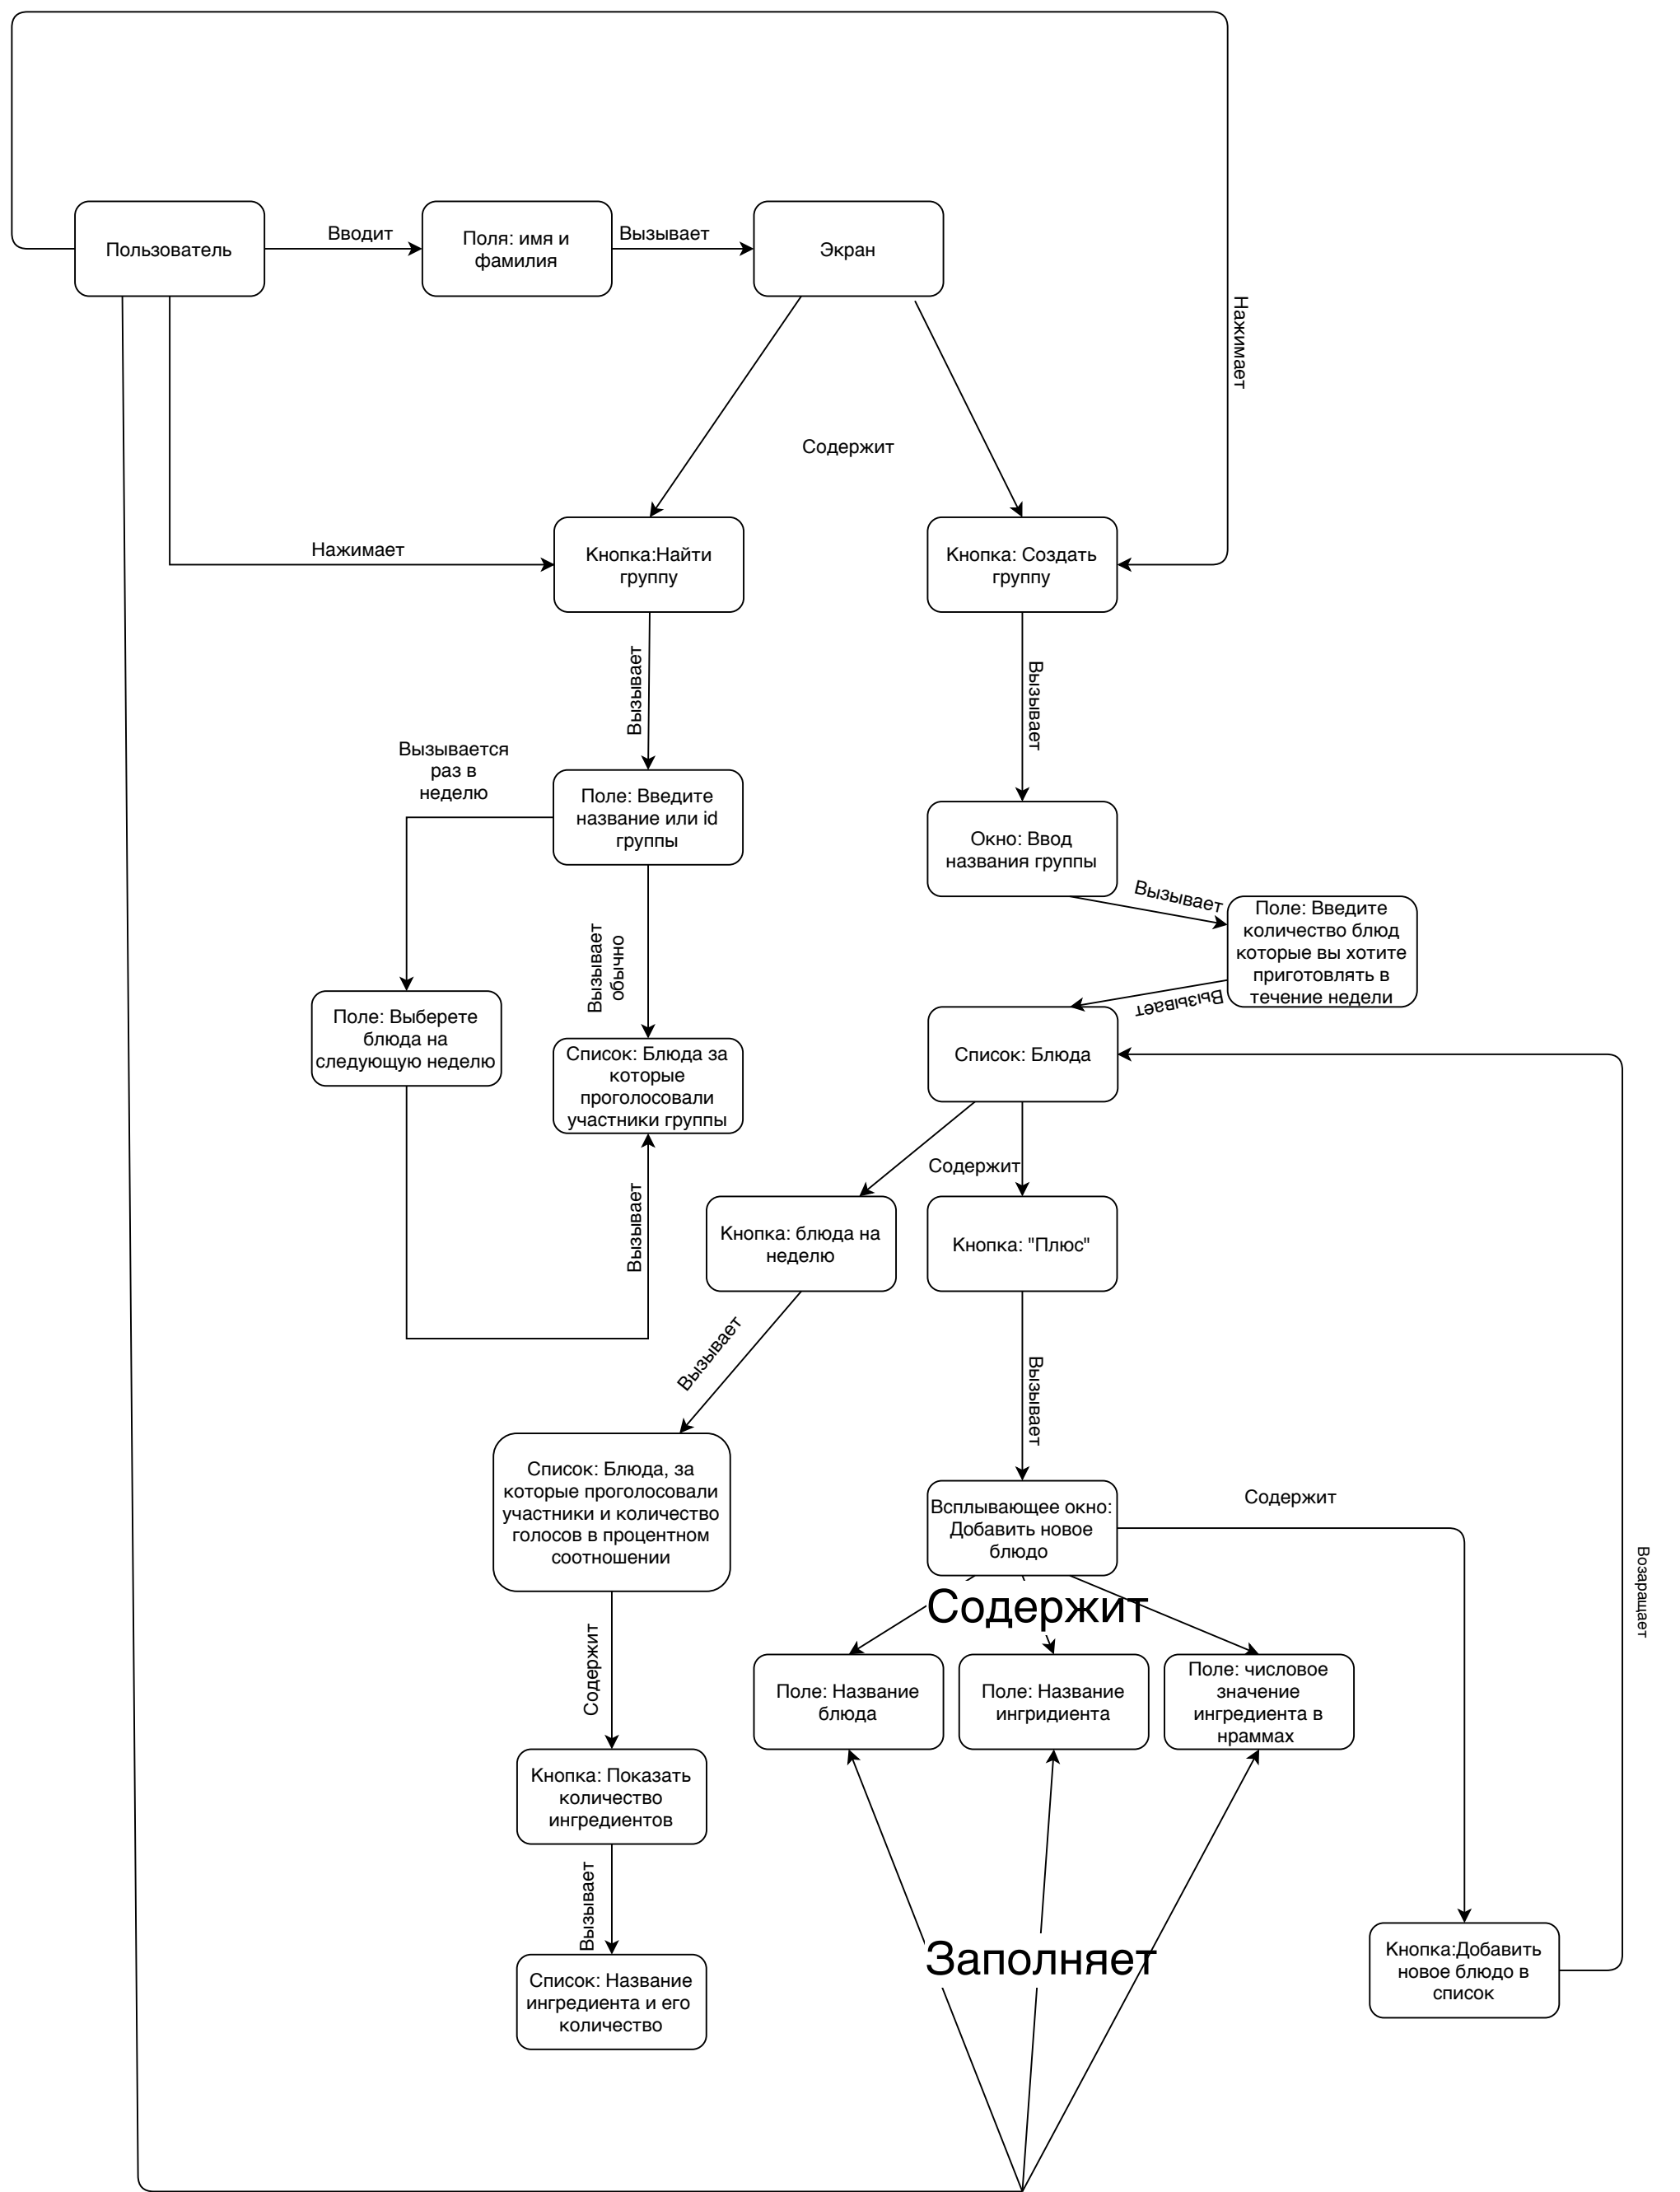 Пользователь
Вводит
Поля: имя и
фамилия
Вызывает
Экран
Нажимает
Содержит
Нажимает
Кнопка:Найти
группу
Кнопка: Создать
группу
Вызывает
Вызывает
Вызывается
раз в
неделю
Поле: Введите
название или id
группы
Окно: Ввод
названия группы
Вызывает
Поле: Введите
количество блюд
которые вы хотите
приготовлять в
течение недели
Вызывает
Вызывает
обычно
Поле: Выберете
блюда на
следующую неделю
Список: Блюда за
которые
проголосовали
участники группы
Список: Блюда
Содержит
Вызывает
Кнопка: блюда на
неделю
Кнопка: "Плюс"
Вызывает
Вызывает
Список: Блюда, за
которые проголосовали
участники и количество
голосов в процентном
соотношении
Всплывающее окно:
Добавить новое
блюдо
Содержит
Возаращает
Содержит
Содержит
Поле: Название
блюда
Поле: Название
ингридиента
Поле: числовое
значение
ингредиента в
нраммах
Кнопка: Показать
количество
ингредиентов
Вызывает
Заполняет
Кнопка:Добавить
новое блюдо в
список
Список: Название
ингредиента и его
количество